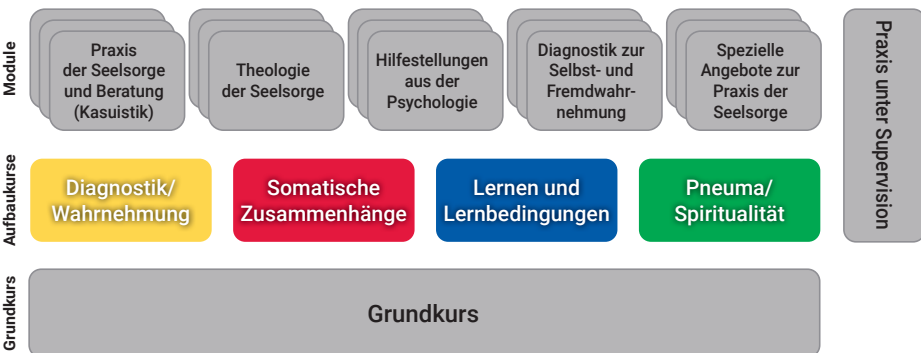 Module
Praxis
der Seelsorge
und Beratung
(Kasuistik)
Theologie
der Seelsorge
Hilfestellungen
aus der
Psychologie
Diagnostik zur
Selbst- und
Fremdwahr-
nehmung
Spezielle
Angebote zur
Praxis der
Seelsorge
Praxis unter Supervision
Aufbaukurse
Diagnostik/
Wahrnehmung
Somatische
Zusammenhänge
Lernen und
Lernbedingungen
Pneuma/
Spiritualität
Grundkurs
Grundkurs